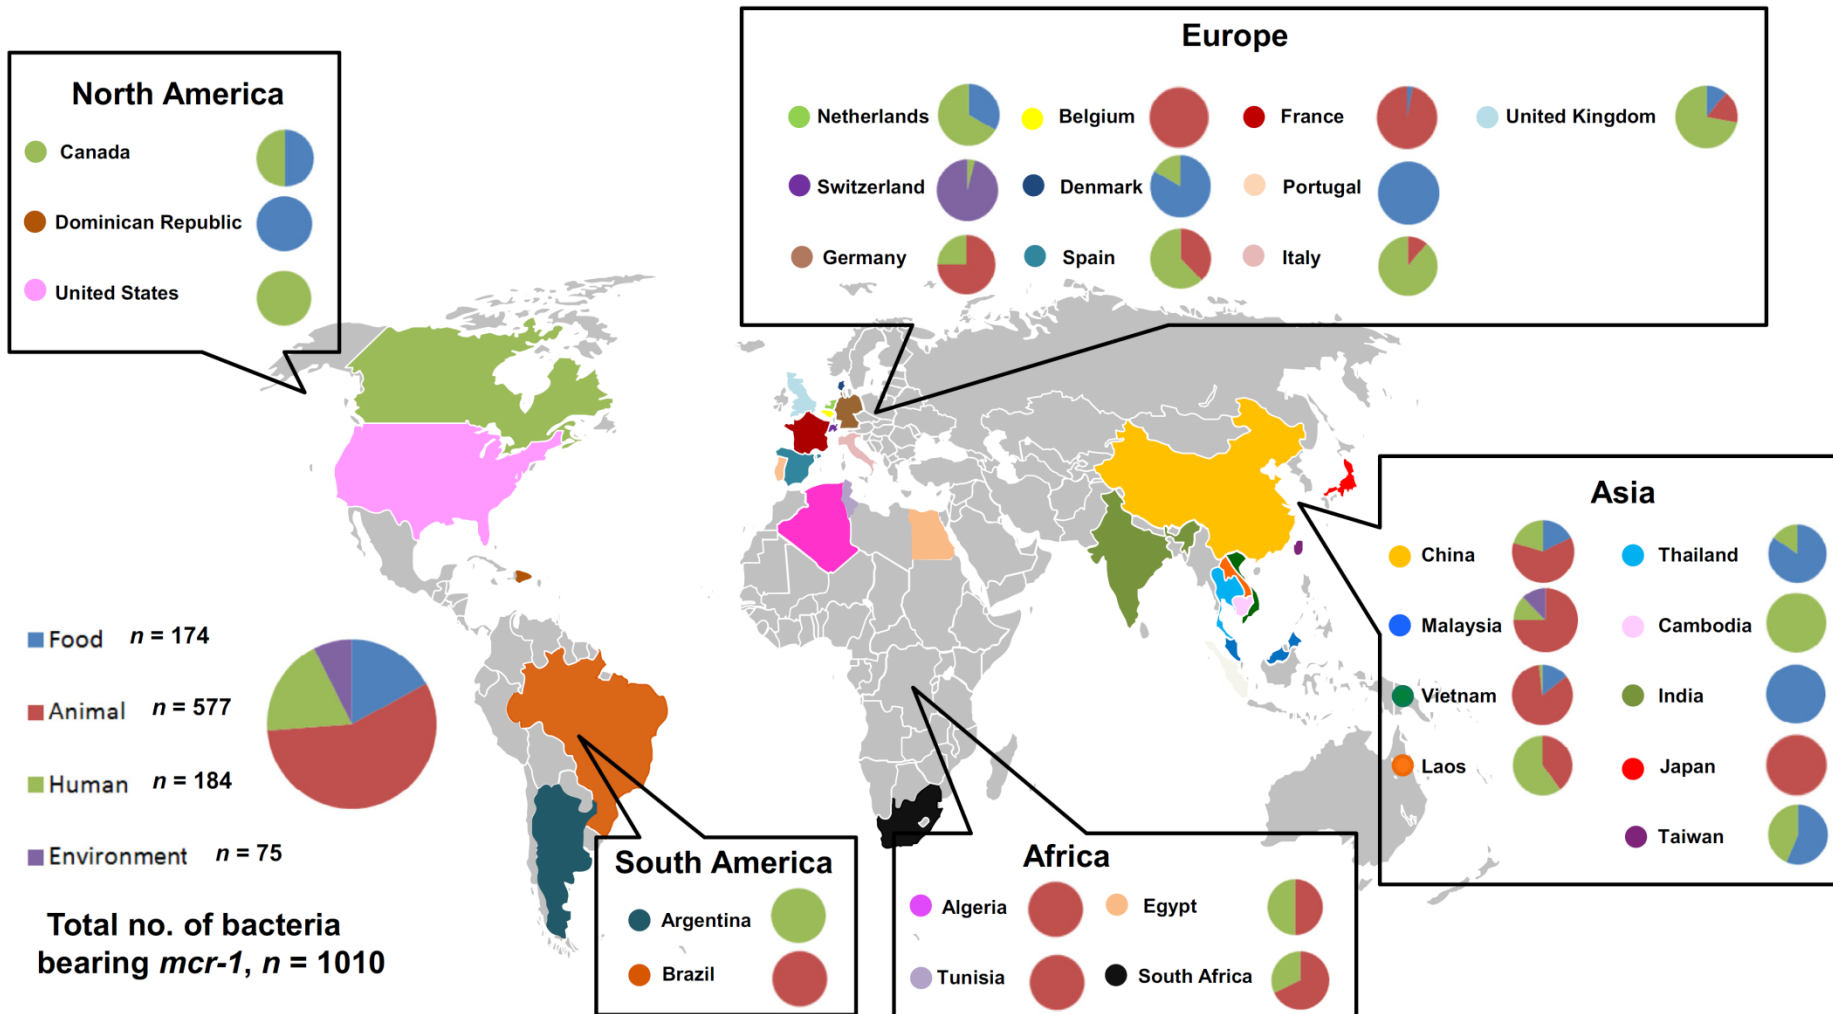 Europe
Netherlands
Belgium
France
United Kingdom
Switzerland
Denmark
Portugal
Germany
Spain
Italy
North America
Canada
Dominican Republic
United States
Asia
China
Thailand
Malaysia
Cambodia
Vietnam
India
Laos
Japan
Taiwan
Food n = 174
Animal n = 577
Human n = 184
Environment n = 75
Total no. of bacteria
bearing mcr-1, n = 1010
South America
Argentina
Brazil
Africa
Algeria
Egypt
Tunisia
South Africa